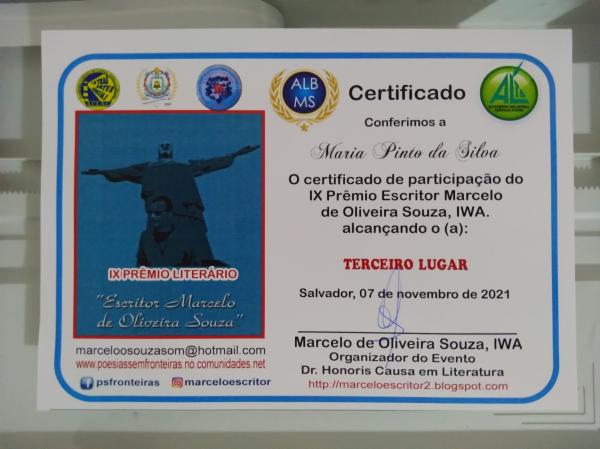 ALB
MS
Certificado
Conferimos a
Maria Pinto da Silva
O certificado de participação do
IX Prêmio Escritor Marcelo
de Oliveira Souza, IWA.
alcançando o (a):
TERCEIRO LUGAR
Salvador, 07 de novembro de 2021
Marcelo de Oliveira Souza, IWA
Organizador do Evento
Dr. Honoris Causa em Literatura
http://marceloescritor2.blogspot.com
IX PRÊMIO LITERÁRIO
"Escritor Marcelo
de Oliveira Souza"
marceloosouzasom@hotmail.com
www.poesiassemfronteiras.no.comunidades.net
psfronteiras marceloescritor